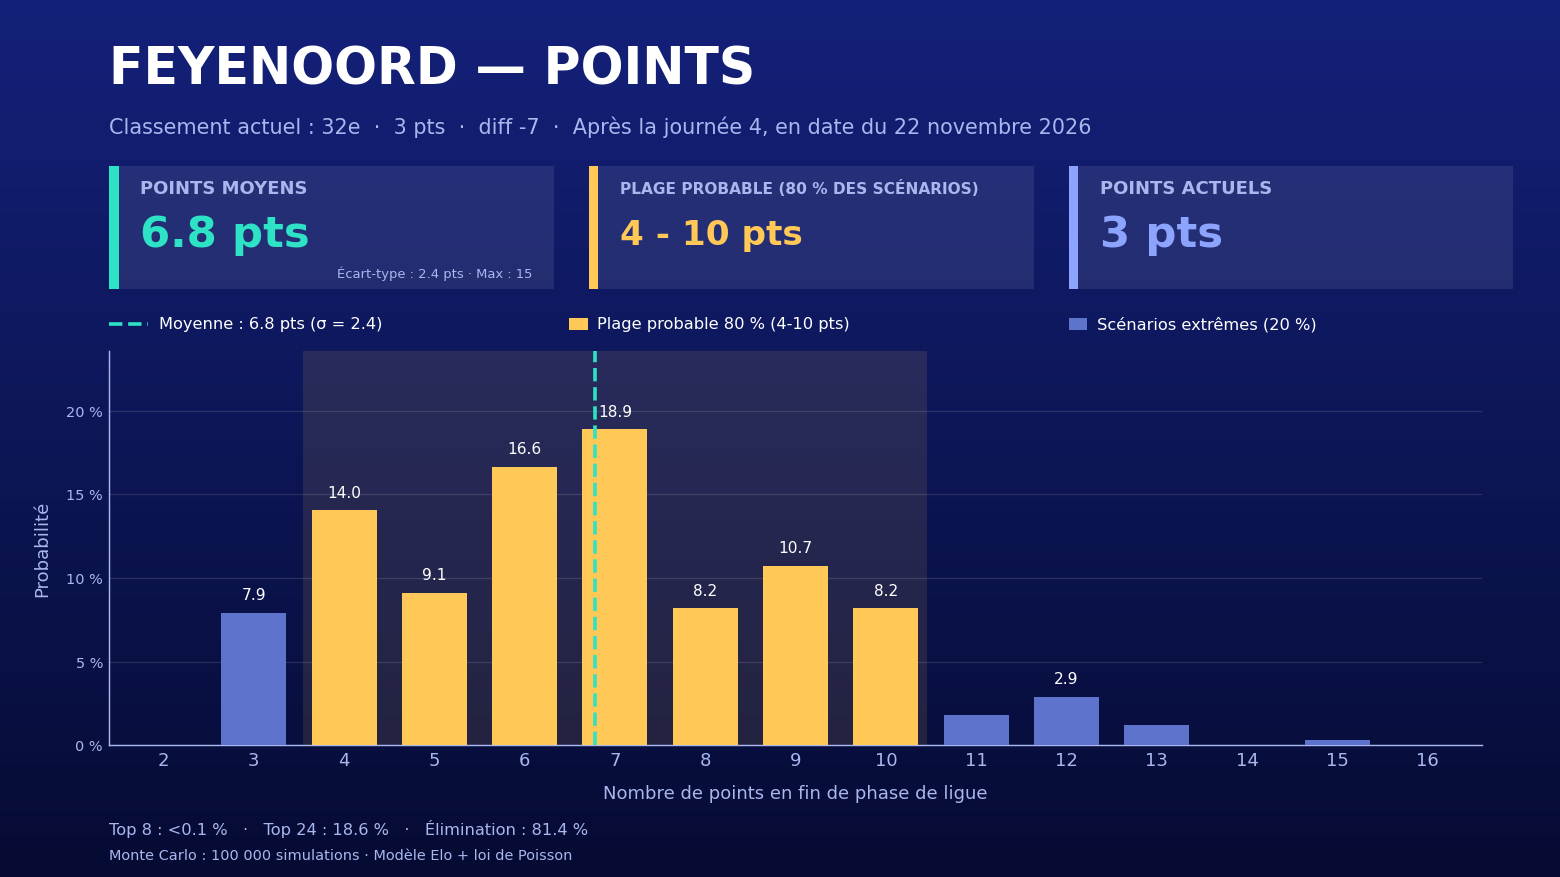 FEYENOORD — POINTS
Classement actuel : 32e · 3 pts · diff -7 · Après la journée 4, en date du 22 novembre 2026
POINTS MOYENS
6.8 pts
Écart-type : 2.4 pts · Max : 15
PLAGE PROBABLE (80 % DES SCÉNARIOS)
4 - 10 pts
POINTS ACTUELS
3 pts
Moyenne : 6.8 pts (σ = 2.4)
Plage probable 80 % (4-10 pts)
Scénarios extrêmes (20 %)
Probabilité
20 %
15 %
10 %
5 %
0 %
7.9
14.0
9.1
16.6
18.9
8.2
10.7
8.2
2.9
2 3 4 5 6 7 8 9 10 11 12 13 14 15 16
Nombre de points en fin de phase de ligue
Top 8 : <0.1 % · Top 24 : 18.6 % · Élimination : 81.4 %
Monte Carlo : 100 000 simulations · Modèle Elo + loi de Poisson